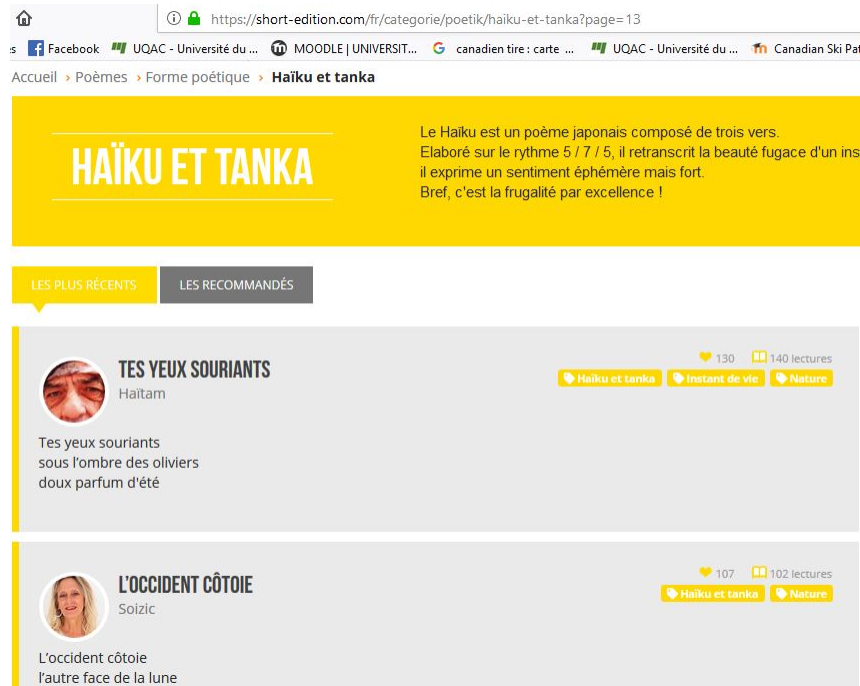 https://short-edition.com/fr/categorie/poetik/haiku-et-tanka?page=13
Facebook UQAC - Université du ... MOODLE | UNIVERSIT... canadien tire : carte ... UQAC - Université du ... Canadian Ski Pat
Accueil › Poèmes › Forme poétique › Haïku et tanka
HAÏKU ET TANKA
Le Haïku est un poème japonais composé de trois vers.
Elaboré sur le rythme 5 / 7 / 5, il retranscrit la beauté fugace d'un ins
il exprime un sentiment éphémère mais fort.
Bref, c'est la frugalité par excellence !
LES PLUS RÉCENTS LES RECOMMANDÉS
TES YEUX SOURIANTS
Haïtam
130 140 lectures
Haïku et tanka Instant de vie Nature
Tes yeux souriants
sous l'ombre des oliviers
doux parfum d'été
L'OCCIDENT CÔTOIE
Soizic
107 102 lectures
Haïku et tanka Nature
L'occident côtoie
l'autre face de la lune